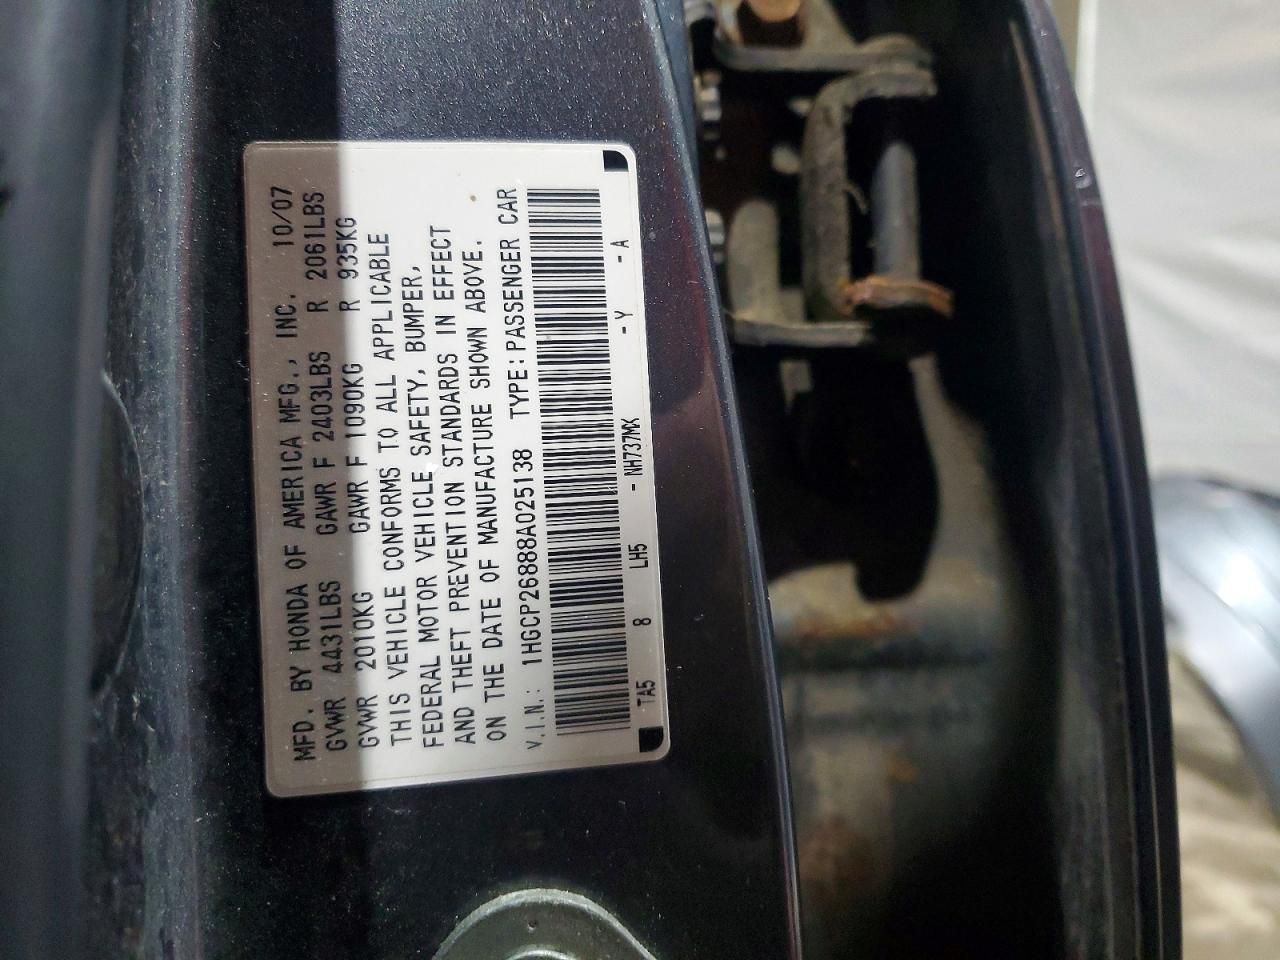 MFD. BY HONDA OF AMERICA MFG., INC. 10/07
GVWR 4431LBS GAWR F 2403LBS R 2061LBS
GVWR 2010KG GAWR F 1090KG R 935KG
THIS VEHICLE CONFORMS TO ALL APPLICABLE
FEDERAL MOTOR VEHICLE SAFETY, BUMPER,
AND THEFT PREVENTION STANDARDS IN EFFECT
ON THE DATE OF MANUFACTURE SHOWN ABOVE.
V.I.N.: 1HGCP26888A025138 TYPE:PASSENGER CAR
TA5 8 LH5 - NH737MX - Y - A